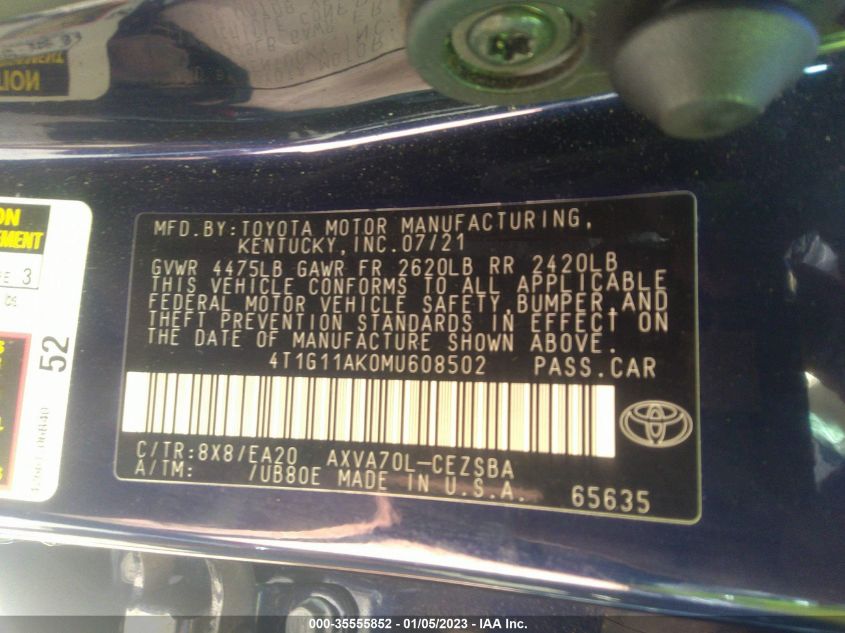 MFD.BY:TOYOTA MOTOR MANUFACTURING,
KENTUCKY,INC.07/21
GVWR 4475LB GAWR FR 2620LB RR 2420LB
THIS VEHICLE CONFORMS TO ALL APPLICABLE
FEDERAL MOTOR VEHICLE SAFETY,BUMPER,AND
THEFT PREVENTION STANDARDS IN EFFECT ON
THE DATE OF MANUFACTURE SHOWN ABOVE.
4T1G11AK0MU608502 PASS.CAR
C/TR:8X8/EA20 AXVA70L-CEZSBA
A/TM: 7UB80E MADE IN U.S.A.
65635
ON
EMENT
3
52
000-35555852 - 01/05/2023 - © IAA Inc.